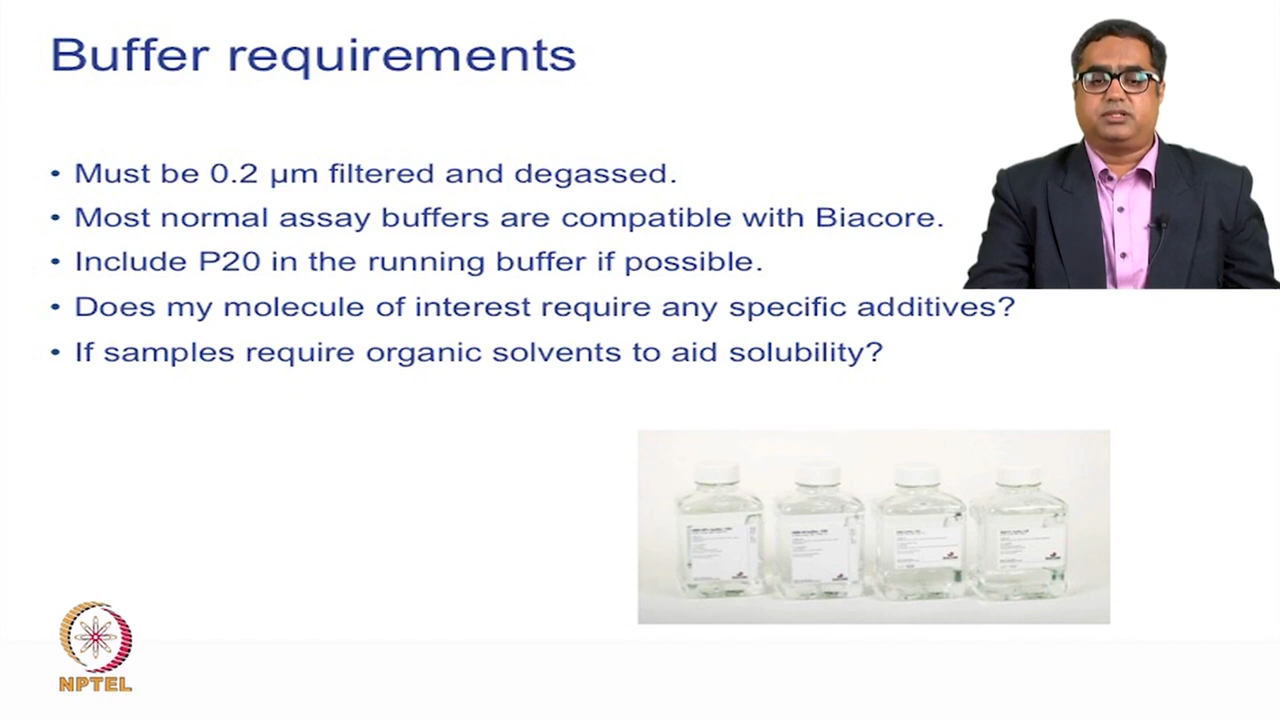 Buffer requirements
• Must be 0.2 µm filtered and degassed.
• Most normal assay buffers are compatible with Biacore.
• Include P20 in the running buffer if possible.
• Does my molecule of interest require any specific additives?
• If samples require organic solvents to aid solubility?
NPTEL